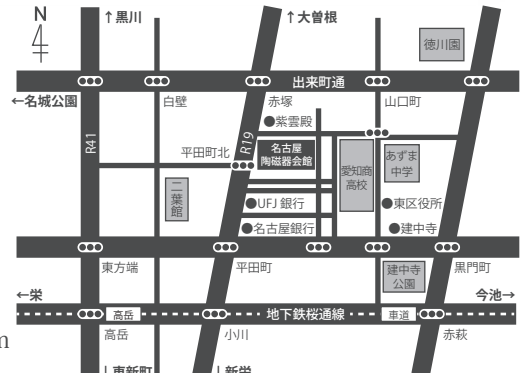 N
↑黒川
↑大曽根
徳川園
出来町通
←名城公園
白壁
赤塚
山口町
●紫雲殿
R41
R19
平田町北
名古屋
陶磁器会館
愛知商
高校
あずま
中学
二葉館
●UFJ 銀行
●東区役所
●名古屋銀行
●建中寺
東方端
平田町
建中寺
公園
黒門町
←栄
今池→
高岳
地下鉄桜通線
車道
高岳
小川
赤萩
↓東新町
↓新栄
m